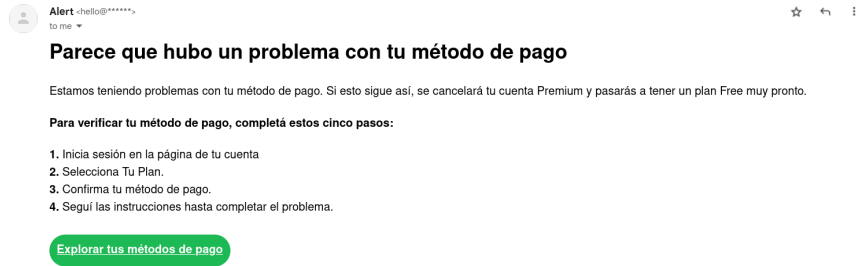 Alert <hello@******>
to me
Parece que hubo un problema con tu método de pago
Estamos teniendo problemas con tu método de pago. Si esto sigue así, se cancelará tu cuenta Premium y pasarás a tener un plan Free muy pronto.
Para verificar tu método de pago, completá estos cinco pasos:
1. Inicia sesión en la página de tu cuenta
2. Selecciona Tu Plan.
3. Confirma tu método de pago.
4. Seguí las instrucciones hasta completar el problema.
Explorar tus métodos de pago